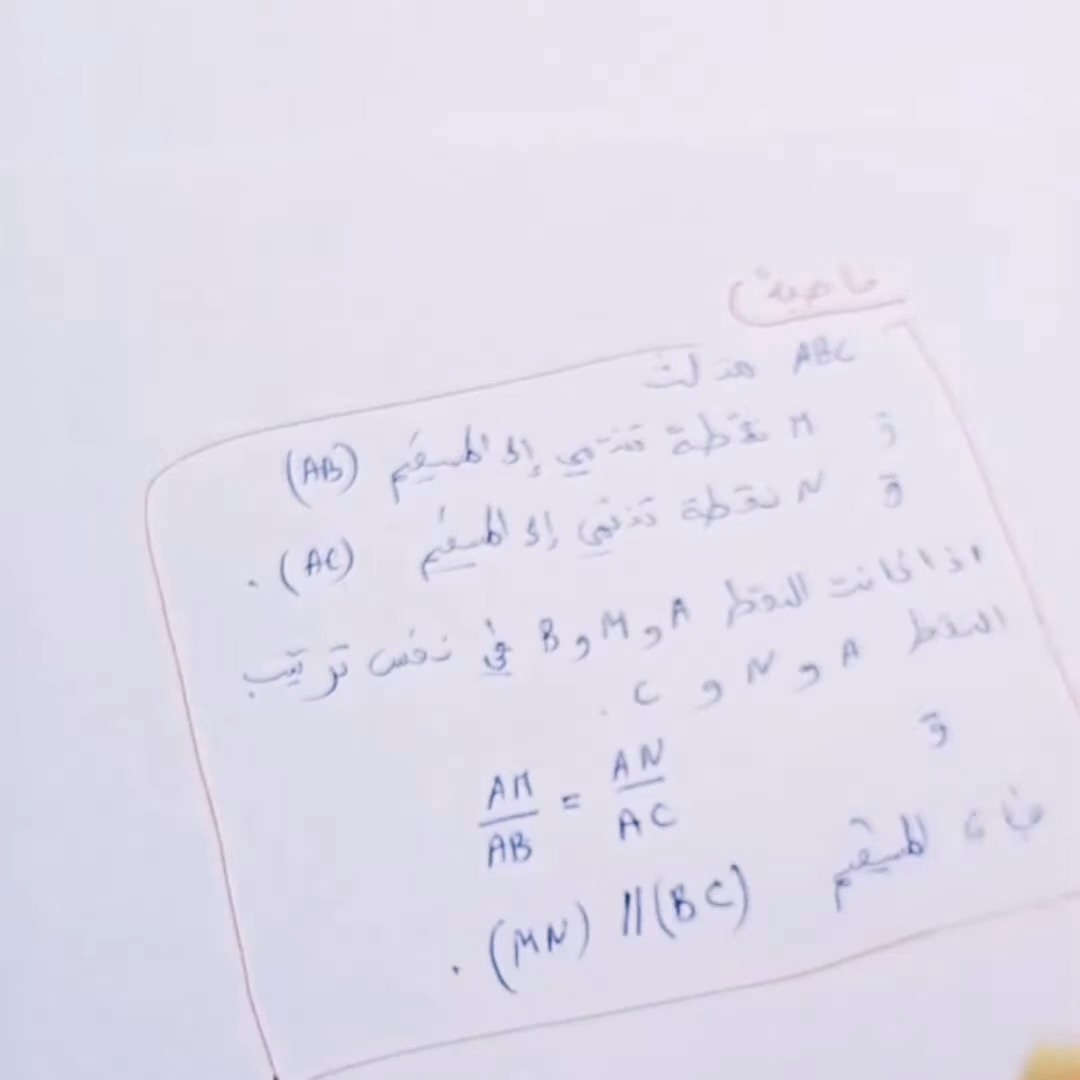 خاصية
ABC مثلث
و M نقطة تنتمي إلى المستقيم (AB)
و N نقطة تنتمي إلى المستقيم (AC) .
اذا كانت النقط A و M و B في نفس ترتيب
النقط A و N و C .
و
AM/AB = AN/AC
فإن المستقيم (MN) // (BC) .